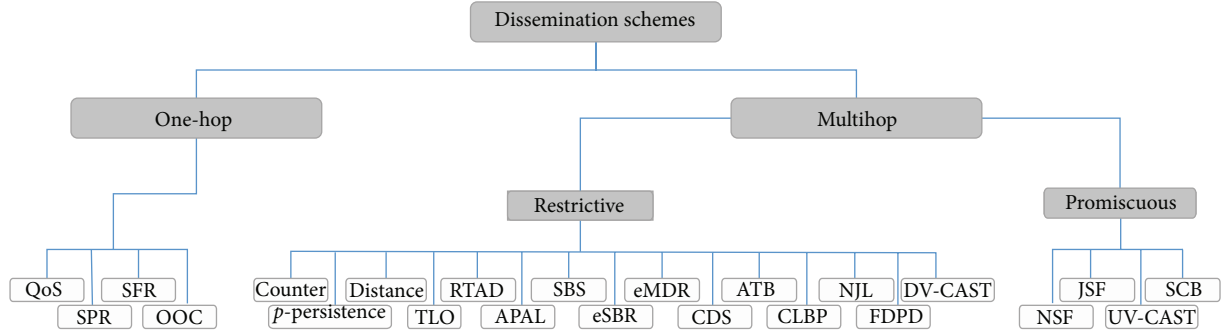 Dissemination schemes
One-hop
Multihop
Restrictive
Promiscuous
QoS
SFR
Counter
Distance
RTAD
SBS
eMDR
ATB
NJL
DV-CAST
JSF
SCB
SPR
OOC
p-persistence
TLO
APAL
eSBR
CDS
CLBP
FDPD
NSF
UV-CAST